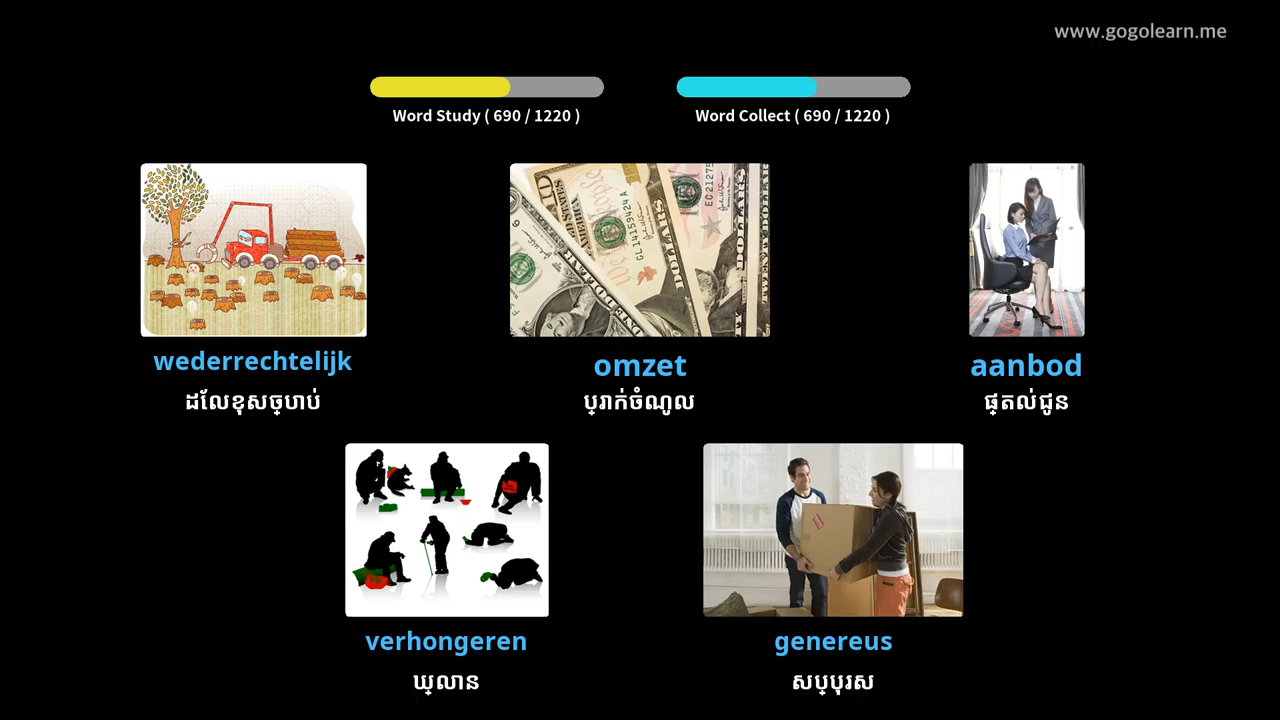 www.gogolearn.me
Word Study ( 690 / 1220 )
Word Collect ( 690 / 1220 )
wederrechtelijk
omzet
aanbod
ដែលខុសច្បាប់
ប្រាក់ចំណូល
ផ្តល់ជូន
verhongeren
genereus
ឃ្លាន
សប្បុរស